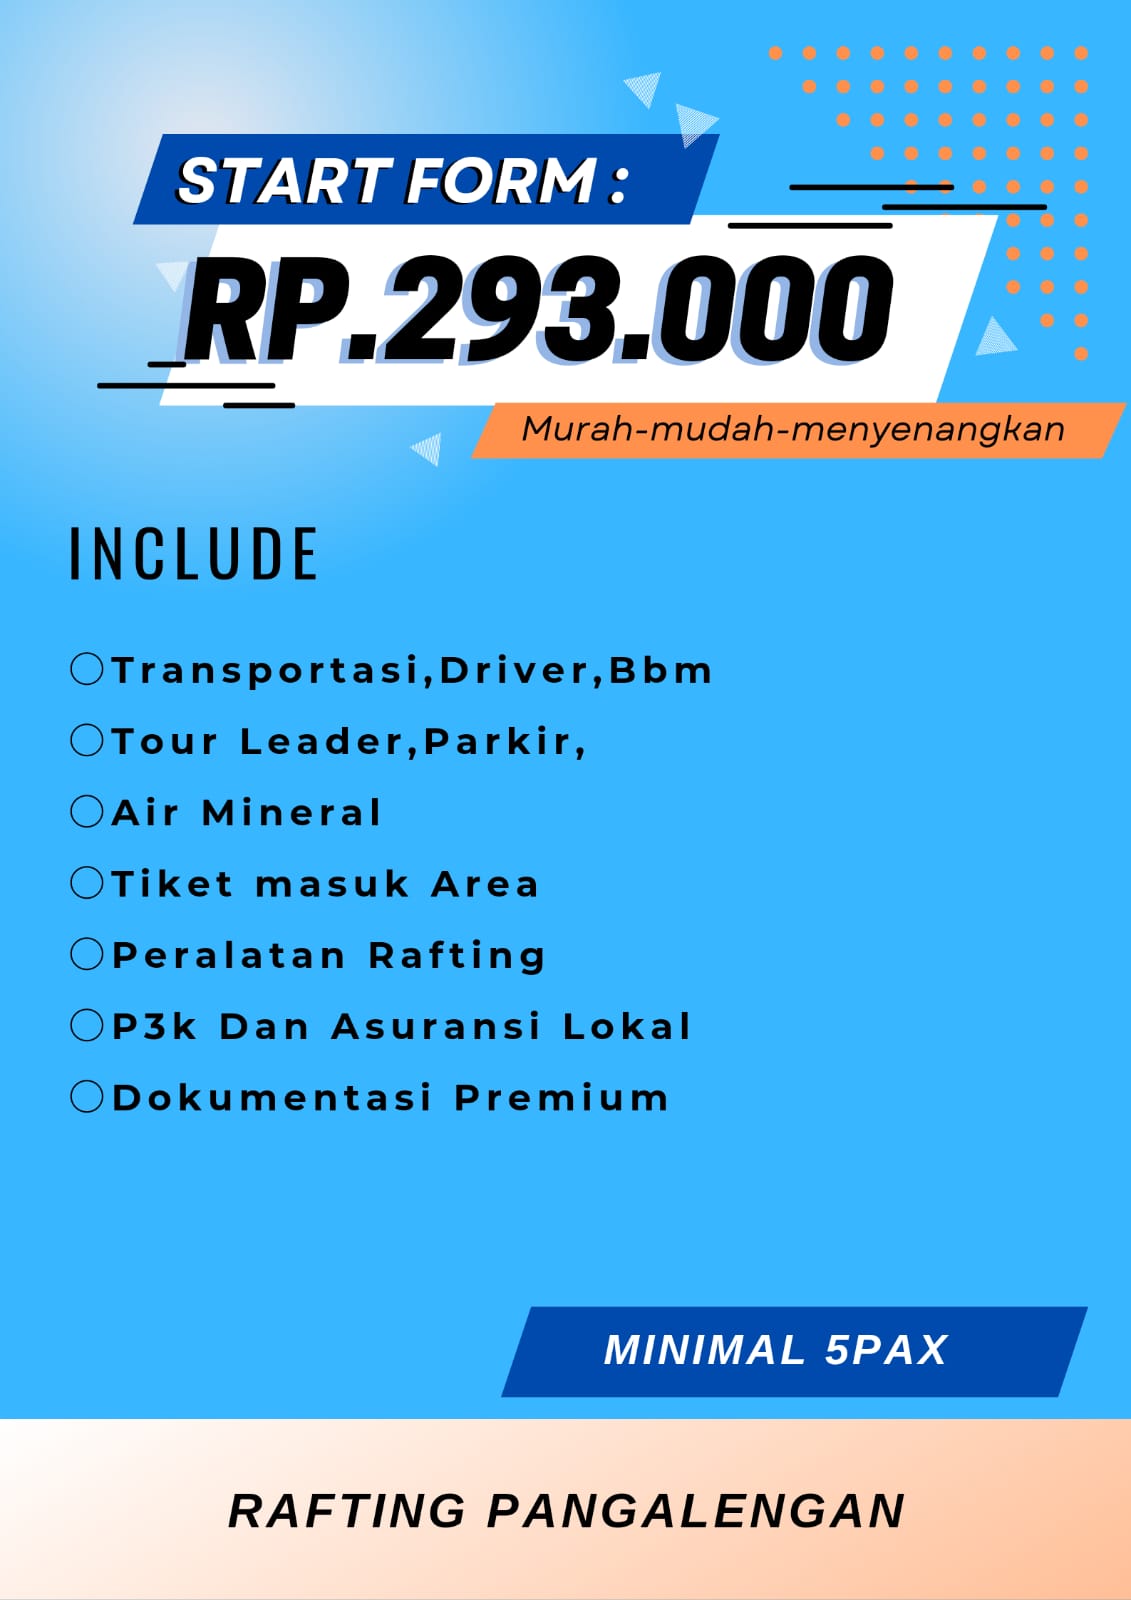 START FORM :
RP.293.000
Murah-mudah-menyenangkan
INCLUDE
Transportasi,Driver,Bbm
Tour Leader,Parkir,
Air Mineral
Tiket masuk Area
Peralatan Rafting
P3k Dan Asuransi Lokal
Dokumentasi Premium
MINIMAL 5PAX
RAFTING PANGALENGAN